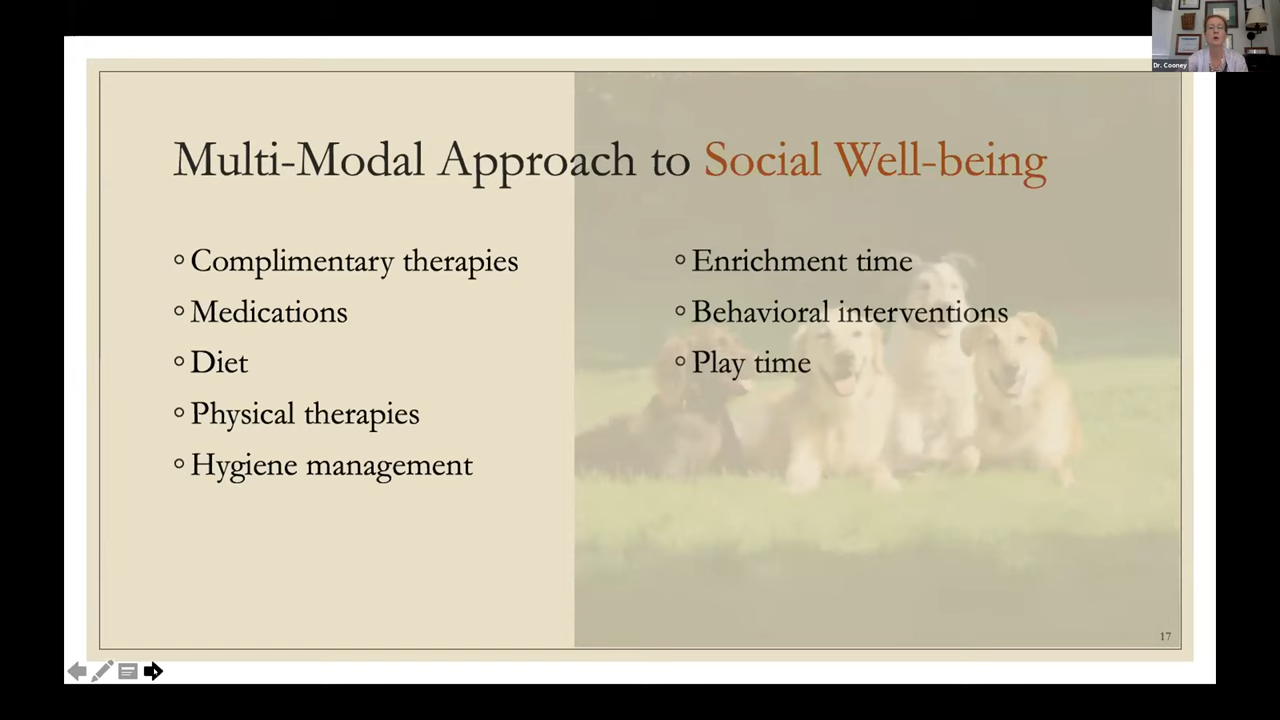 Dr. Cooney
Multi-Modal Approach to Social Well-being
◦ Complimentary therapies
◦ Medications
◦ Diet
◦ Physical therapies
◦ Hygiene management
◦ Enrichment time
◦ Behavioral interventions
◦ Play time
17